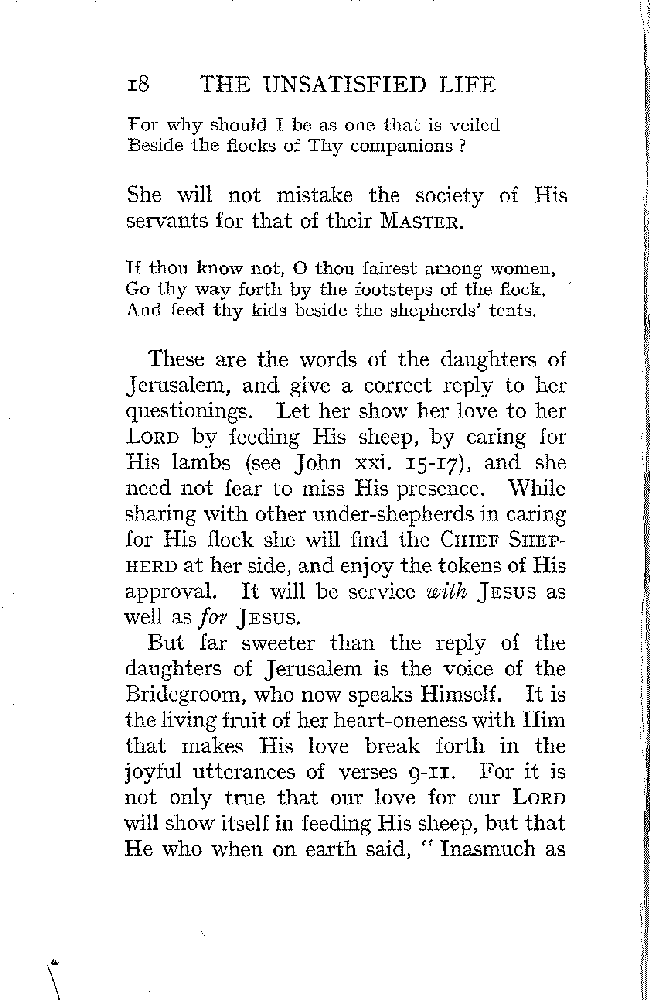 18 THE UNSATISFIED LIFE
For why should I be as one that is veiled
Beside the flocks of Thy companions ?
She will not mistake the society of His
servants for that of their MASTER.
If thou know not, O thou fairest among women,
Go thy way forth by the footsteps of the flock,
And feed thy kids beside the shepherds' tents.
These are the words of the daughters of
Jerusalem, and give a correct reply to her
questionings. Let her show her love to her
LORD by feeding His sheep, by caring for
His lambs (see John xxi. 15-17), and she
need not fear to miss His presence. While
sharing with other under-shepherds in caring
for His flock she will find the CHIEF SHEP-
HERD at her side, and enjoy the tokens of His
approval. It will be service with JESUS as
well as for JESUS.
But far sweeter than the reply of the
daughters of Jerusalem is the voice of the
Bridegroom, who now speaks Himself. It is
the living fruit of her heart-oneness with Him
that makes His love break forth in the
joyful utterances of verses 9-11. For it is
not only true that our love for our LORD
will show itself in feeding His sheep, but that
He who when on earth said, “ Inasmuch as